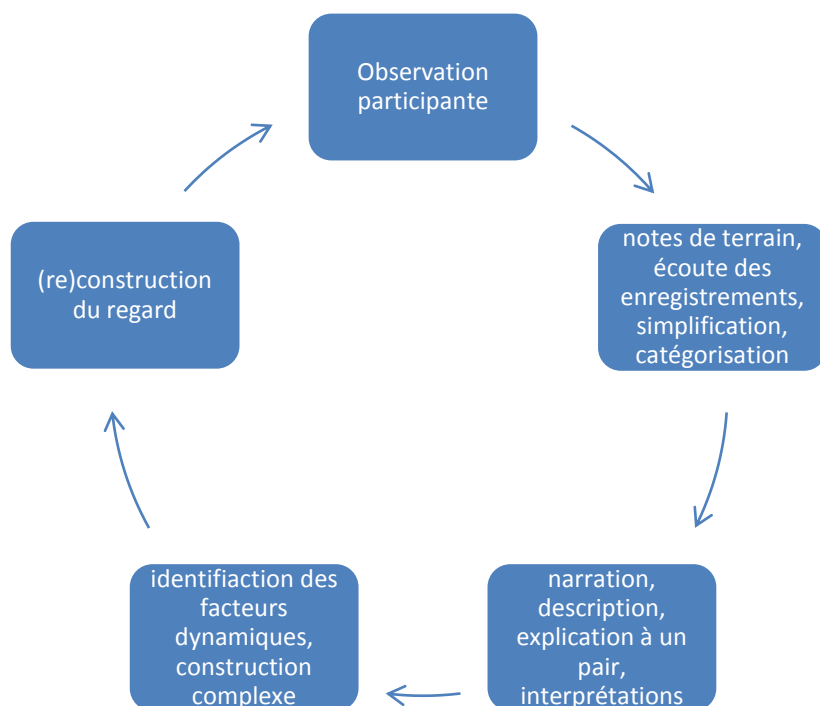 Observation
participante
notes de terrain,
écoute des
enregistrements,
simplification,
catégorisation
narration,
description,
explication à un
pair,
interprétations
identifiaction des
facteurs
dynamiques,
construction
complexe
(re)construction
du regard